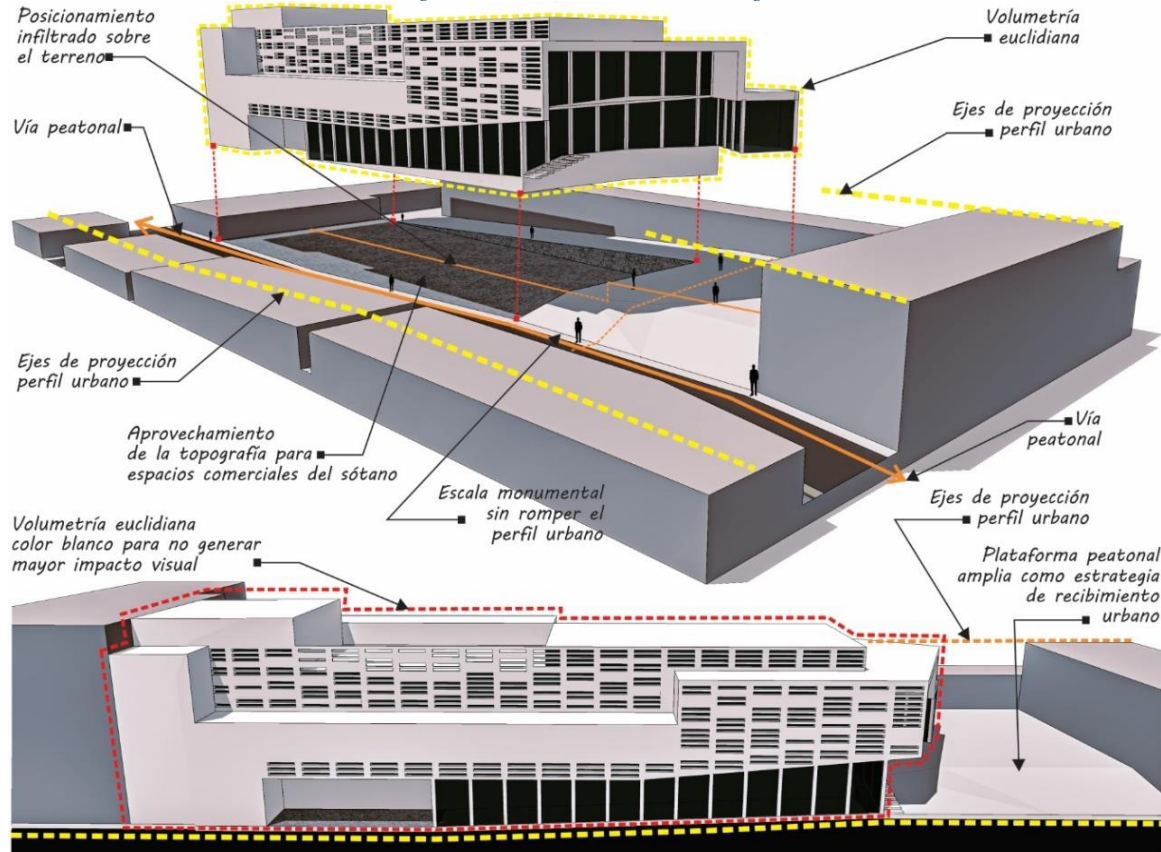 Posicionamiento
infiltrado sobre
el terreno
Volumetría
euclidiana
Vía peatonal
Ejes de proyección
perfil urbano
Ejes de proyección
perfil urbano
Aprovechamiento
de la topografía para
espacios comerciales del sótano
Escala monumental
sin romper el
perfil urbano
Vía
peatonal
Ejes de proyección
perfil urbano
Volumetría euclidiana
color blanco para no generar
mayor impacto visual
Plataforma peatonal
amplia como estrategia
de recibimiento
urbano